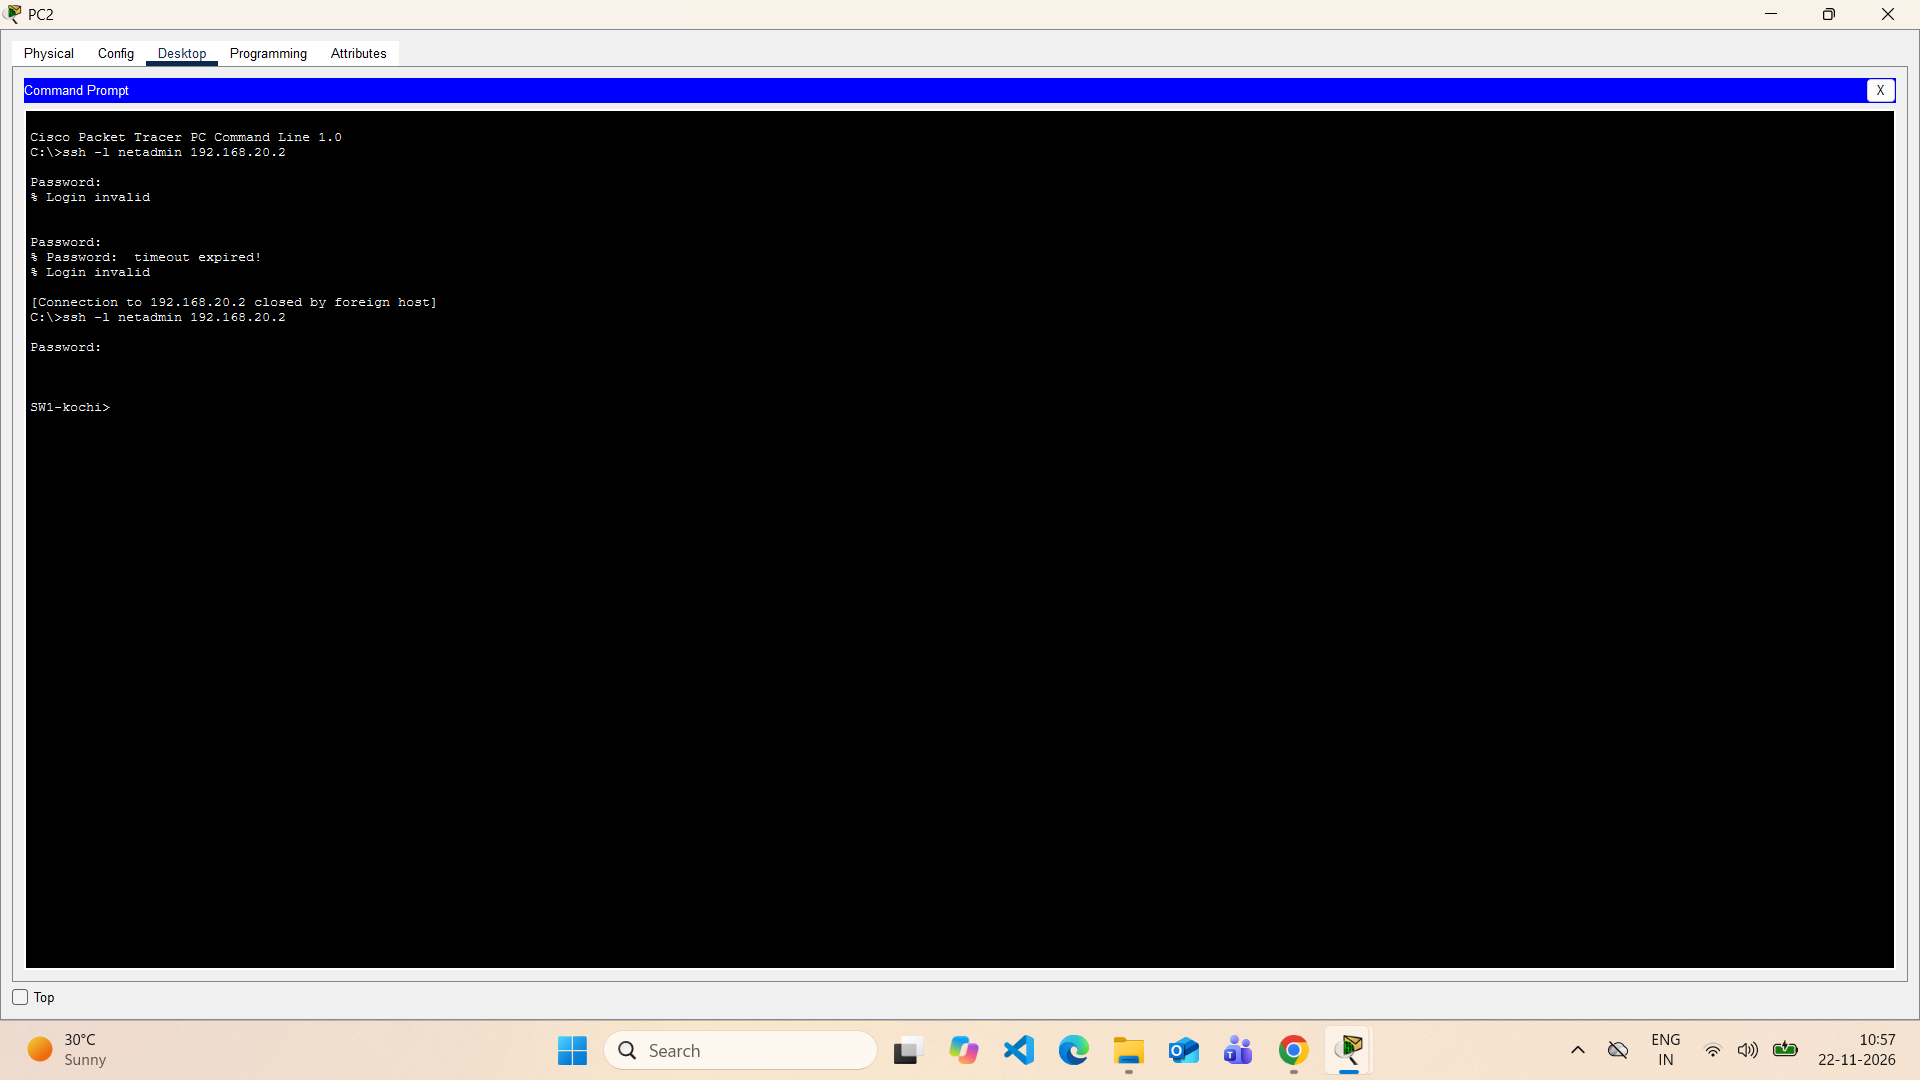 PC2
Physical Config Desktop Programming Attributes
Command Prompt X
Cisco Packet Tracer PC Command Line 1.0
C:\>ssh -l netadmin 192.168.20.2
Password:
% Login invalid
Password:
% Password:  timeout expired!
% Login invalid
[Connection to 192.168.20.2 closed by foreign host]
C:\>ssh -l netadmin 192.168.20.2
Password:
SW1-kochi>
Top
30°C
Sunny
Search
ENG
IN
10:57
22-11-2026